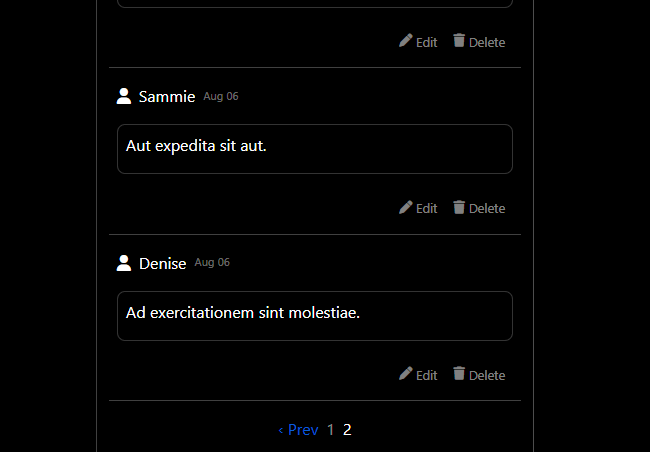 Edit Delete
Sammie Aug 06
Aut expedita sit aut.
Edit Delete
Denise Aug 06
Ad exercitationem sint molestiae.
Edit Delete
‹ Prev 1 2